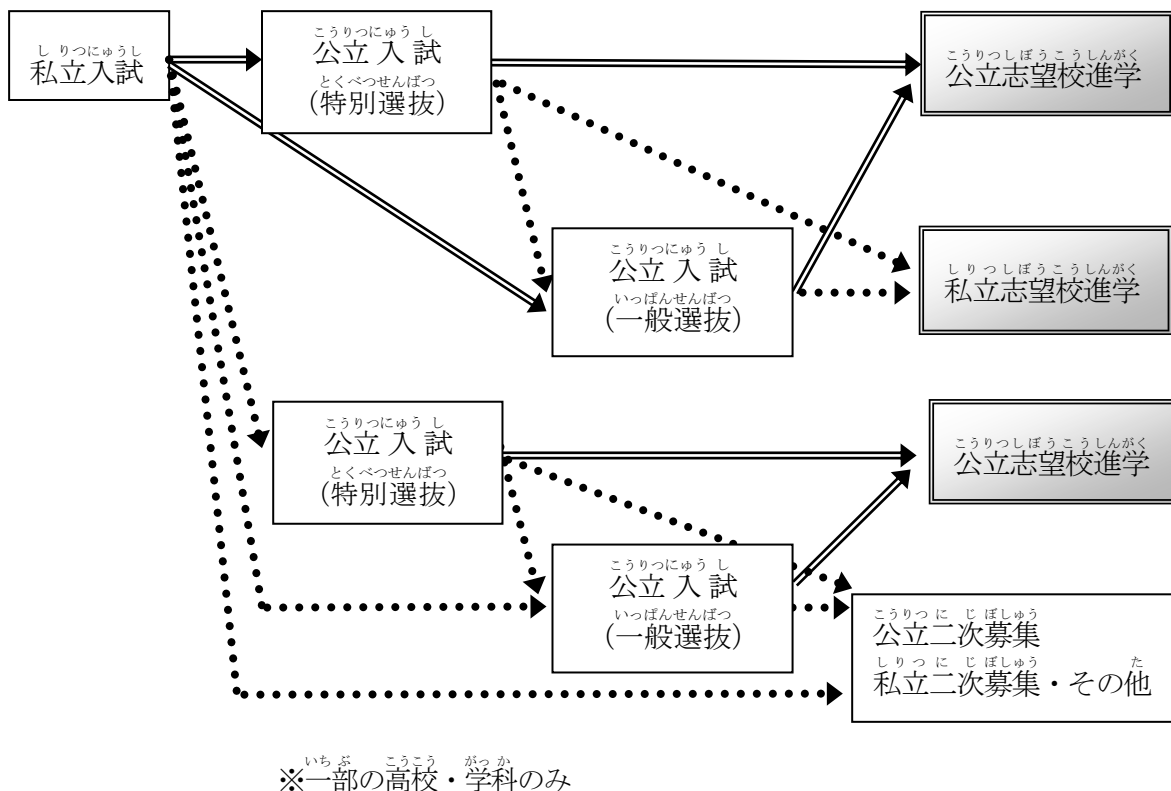 しりつにゅうし
私立入試
こうりつにゅうし
公立入試
とくべつせんばつ
(特別選抜)
こうりつしぼうこうしんがく
公立志望校進学
こうりつにゅうし
公立入試
いっぱんせんばつ
(一般選抜)
しりつしぼうこうしんがく
私立志望校進学
こうりつにゅうし
公立入試
とくべつせんばつ
(特別選抜)
こうりつしぼうこうしんがく
公立志望校進学
こうりつにゅうし
公立入試
いっぱんせんばつ
(一般選抜)
こうりつにじぼしゅう
公立二次募集
しりつにじぼしゅう た
私立二次募集・その他
いちぶ こうこう がっか
※一部の高校・学科のみ